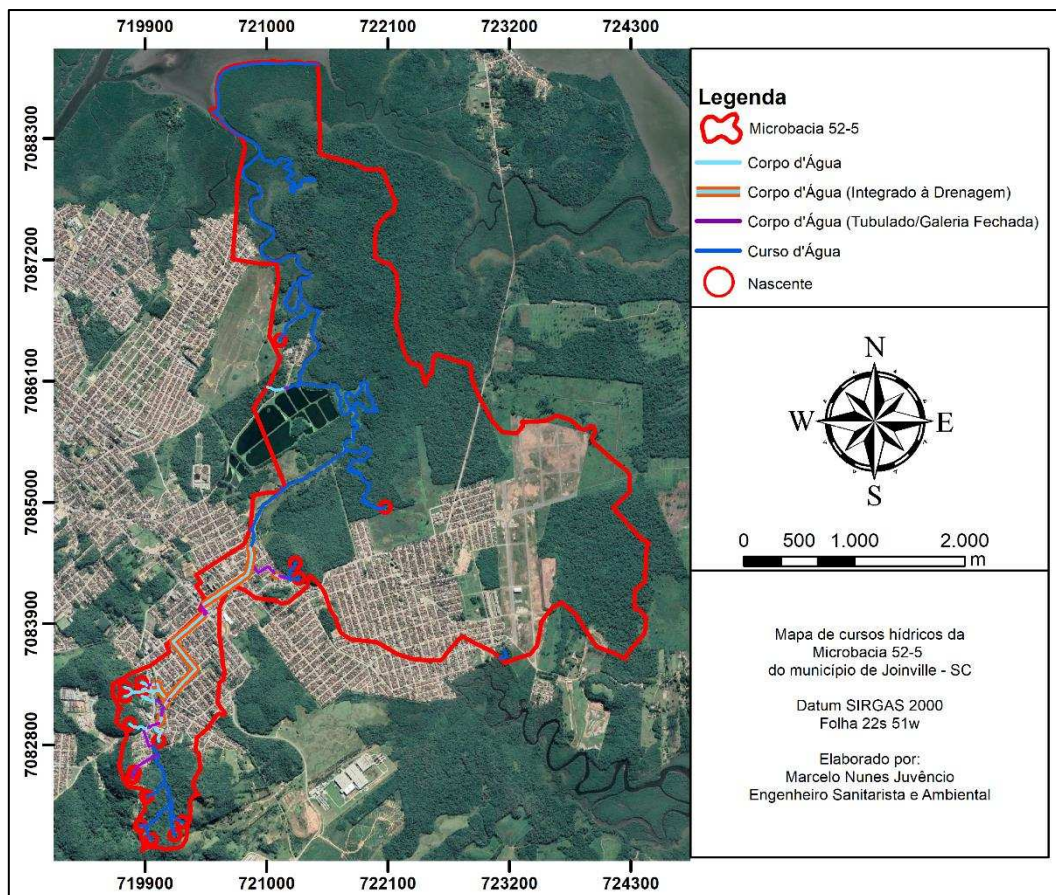 719900 721000 722100 723200 724300
7088300
7087200
7086100
7085000
7083900
7082800
719900 721000 722100 723200 724300
Legenda
Microbacia 52-5
Corpo d'Água
Corpo d'Água (Integrado à Drenagem)
Corpo d'Água (Tubulado/Galeria Fechada)
Curso d'Água
Nascente
N
W E
S
0 500 1.000 2.000
m
Mapa de cursos hídricos da
Microbacia 52-5
do município de Joinville - SC
Datum SIRGAS 2000
Folha 22s 51w
Elaborado por:
Marcelo Nunes Juvêncio
Engenheiro Sanitarista e Ambiental